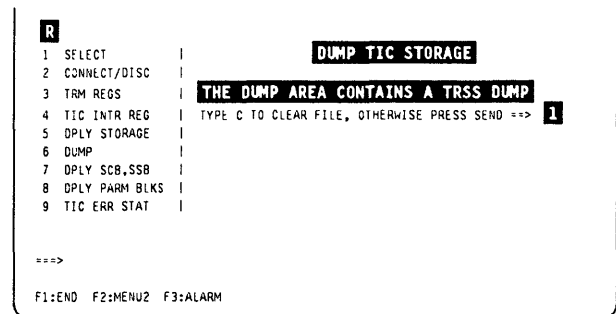 R
1 SELECT | DUMP TIC STORAGE
2 CONNECT/DISC |
3 TRM REGS | THE DUMP AREA CONTAINS A TRSS DUMP
4 TIC INTR REG | TYPE C TO CLEAR FILE, OTHERWISE PRESS SEND ==> 1
5 DPLY STORAGE |
6 DUMP |
7 DPLY SCB,SSB |
8 DPLY PARM BLKS |
9 TIC ERR STAT |
===>
F1:END F2:MENU2 F3:ALARM